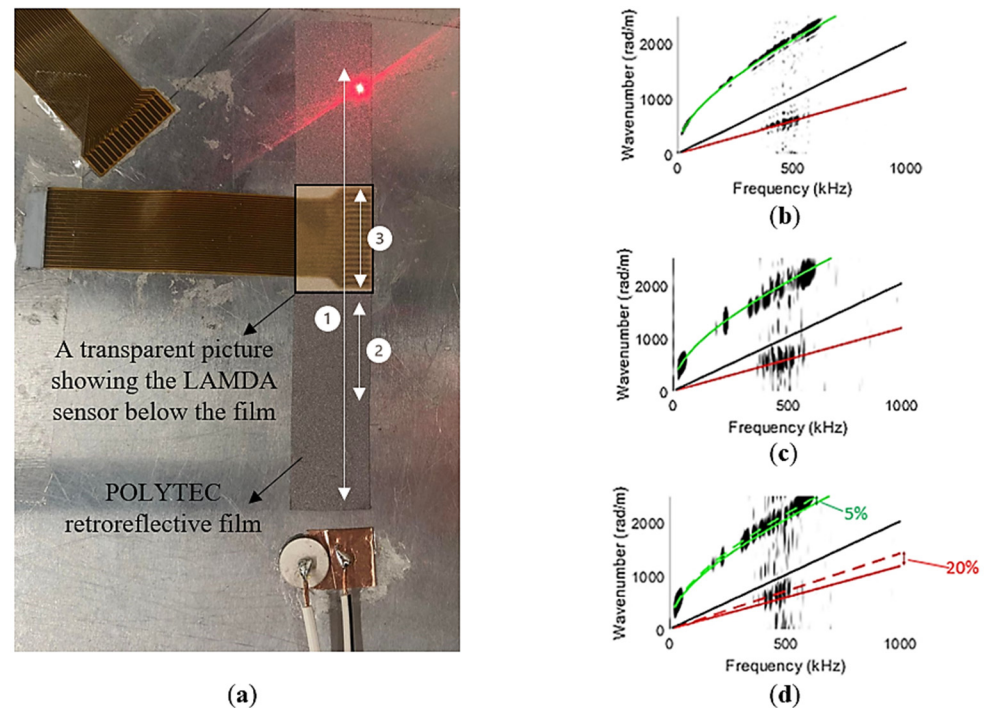 1
2
3
A transparent picture
showing the LAMDA
sensor below the film
POLYTEC
retroreflective film
(a)
Wavenumber (rad/m)
2000
1000
0
0
500
1000
Frequency (kHz)
(b)
Wavenumber (rad/m)
2000
1000
0
0
500
1000
Frequency (kHz)
(c)
Wavenumber (rad/m)
2000
1000
0
5%
20%
0
500
1000
Frequency (kHz)
(d)